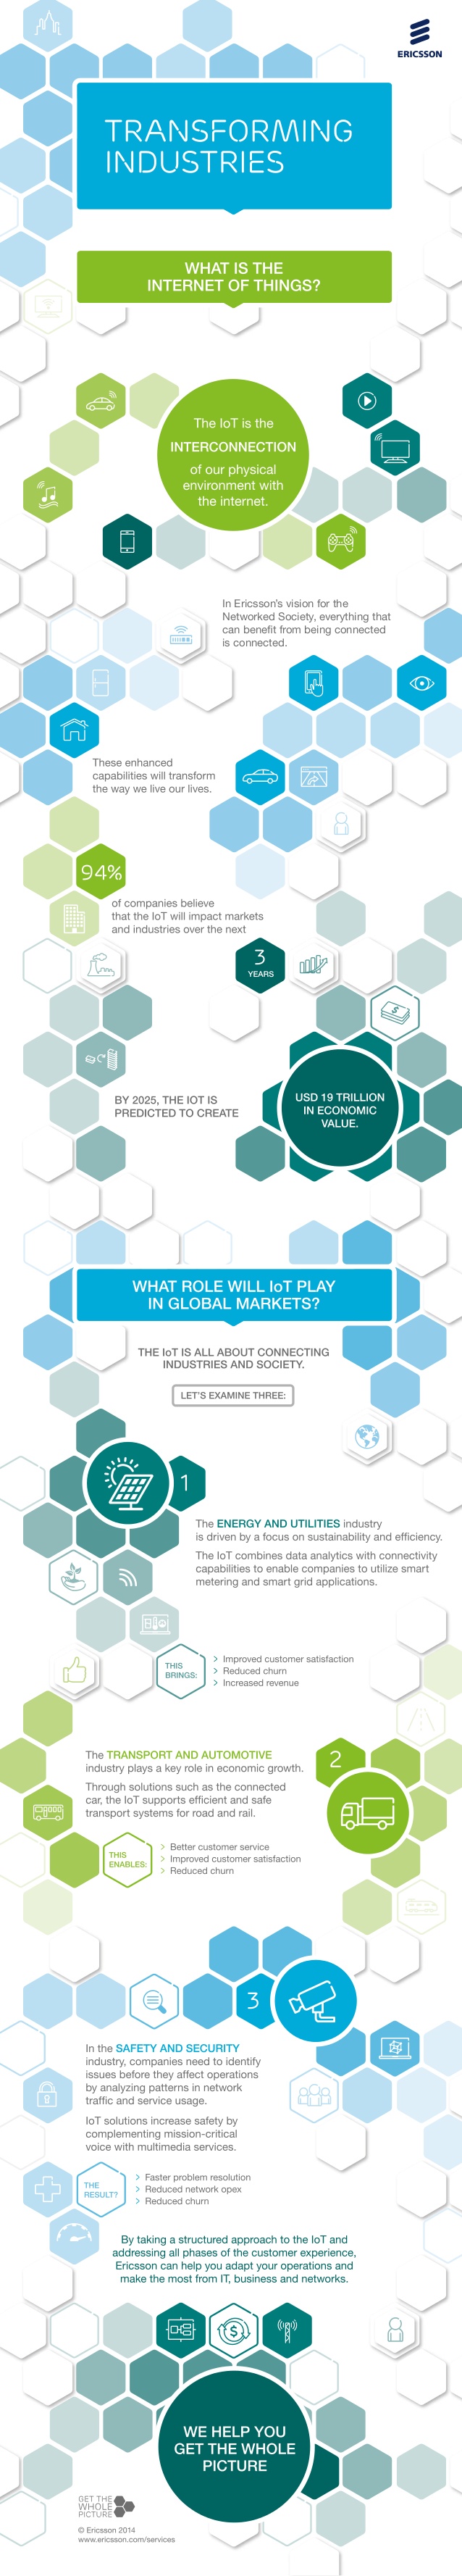 ERICSSON
TRANSFORMING
INDUSTRIES
WHAT IS THE
INTERNET OF THINGS?
The IoT is the
INTERCONNECTION
of our physical
environment with
the internet.
In Ericsson's vision for the
Networked Society, everything that
can benefit from being connected
is connected.
These enhanced
capabilities will transform
the way we live our lives.
94%
of companies believe
that the IoT will impact markets
and industries over the next
3
YEARS
BY 2025, THE IOT IS
PREDICTED TO CREATE
USD 19 TRILLION
IN ECONOMIC
VALUE.
WHAT ROLE WILL IoT PLAY
IN GLOBAL MARKETS?
THE IoT IS ALL ABOUT CONNECTING
INDUSTRIES AND SOCIETY.
LET'S EXAMINE THREE:
1
The ENERGY AND UTILITIES industry
is driven by a focus on sustainability and efficiency.
The IoT combines data analytics with connectivity
capabilities to enable companies to utilize smart
metering and smart grid applications.
THIS
BRINGS:
> Improved customer satisfaction
> Reduced churn
> Increased revenue
2
The TRANSPORT AND AUTOMOTIVE
industry plays a key role in economic growth.
Through solutions such as the connected
car, the IoT supports efficient and safe
transport systems for road and rail.
THIS
ENABLES:
> Better customer service
> Improved customer satisfaction
> Reduced churn
3
In the SAFETY AND SECURITY
industry, companies need to identify
issues before they affect operations
by analyzing patterns in network
traffic and service usage.
IoT solutions increase safety by
complementing mission-critical
voice with multimedia services.
THE
RESULT?
> Faster problem resolution
> Reduced network opex
> Reduced churn
By taking a structured approach to the IoT and
addressing all phases of the customer experience,
Ericsson can help you adapt your operations and
make the most from IT, business and networks.
WE HELP YOU
GET THE WHOLE
PICTURE
GET THE
WHOLE
PICTURE
© Ericsson 2014
www.ericsson.com/services